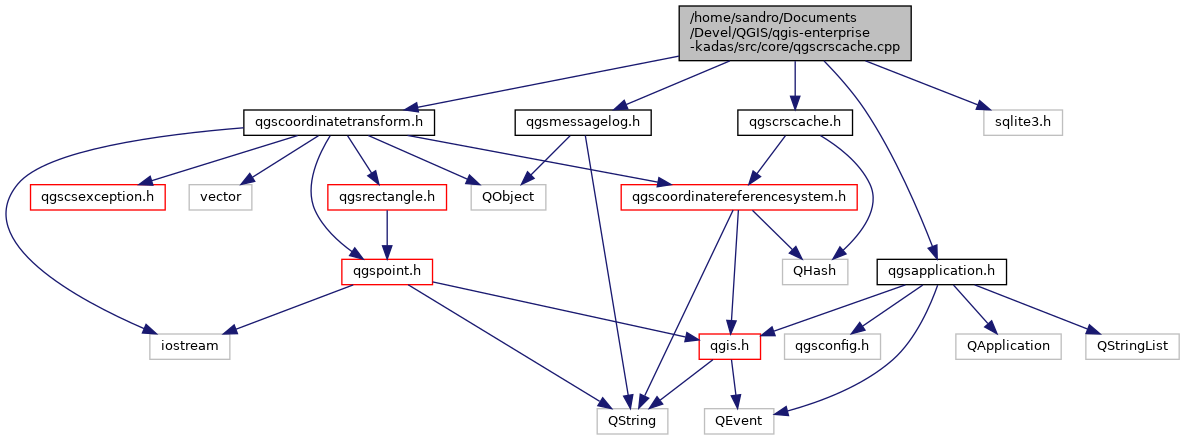 /home/sandro/Documents
/Devel/QGIS/qgis-enterprise
-kadas/src/core/qgscrscache.cpp
qgscoordinatetransform.h
qgsmessagelog.h
qgscrscache.h
sqlite3.h
qgscsexception.h
vector
qgsrectangle.h
QObject
qgscoordinatereferencesystem.h
qgspoint.h
QHash
qgsapplication.h
iostream
qgis.h
qgsconfig.h
QApplication
QStringList
QString
QEvent